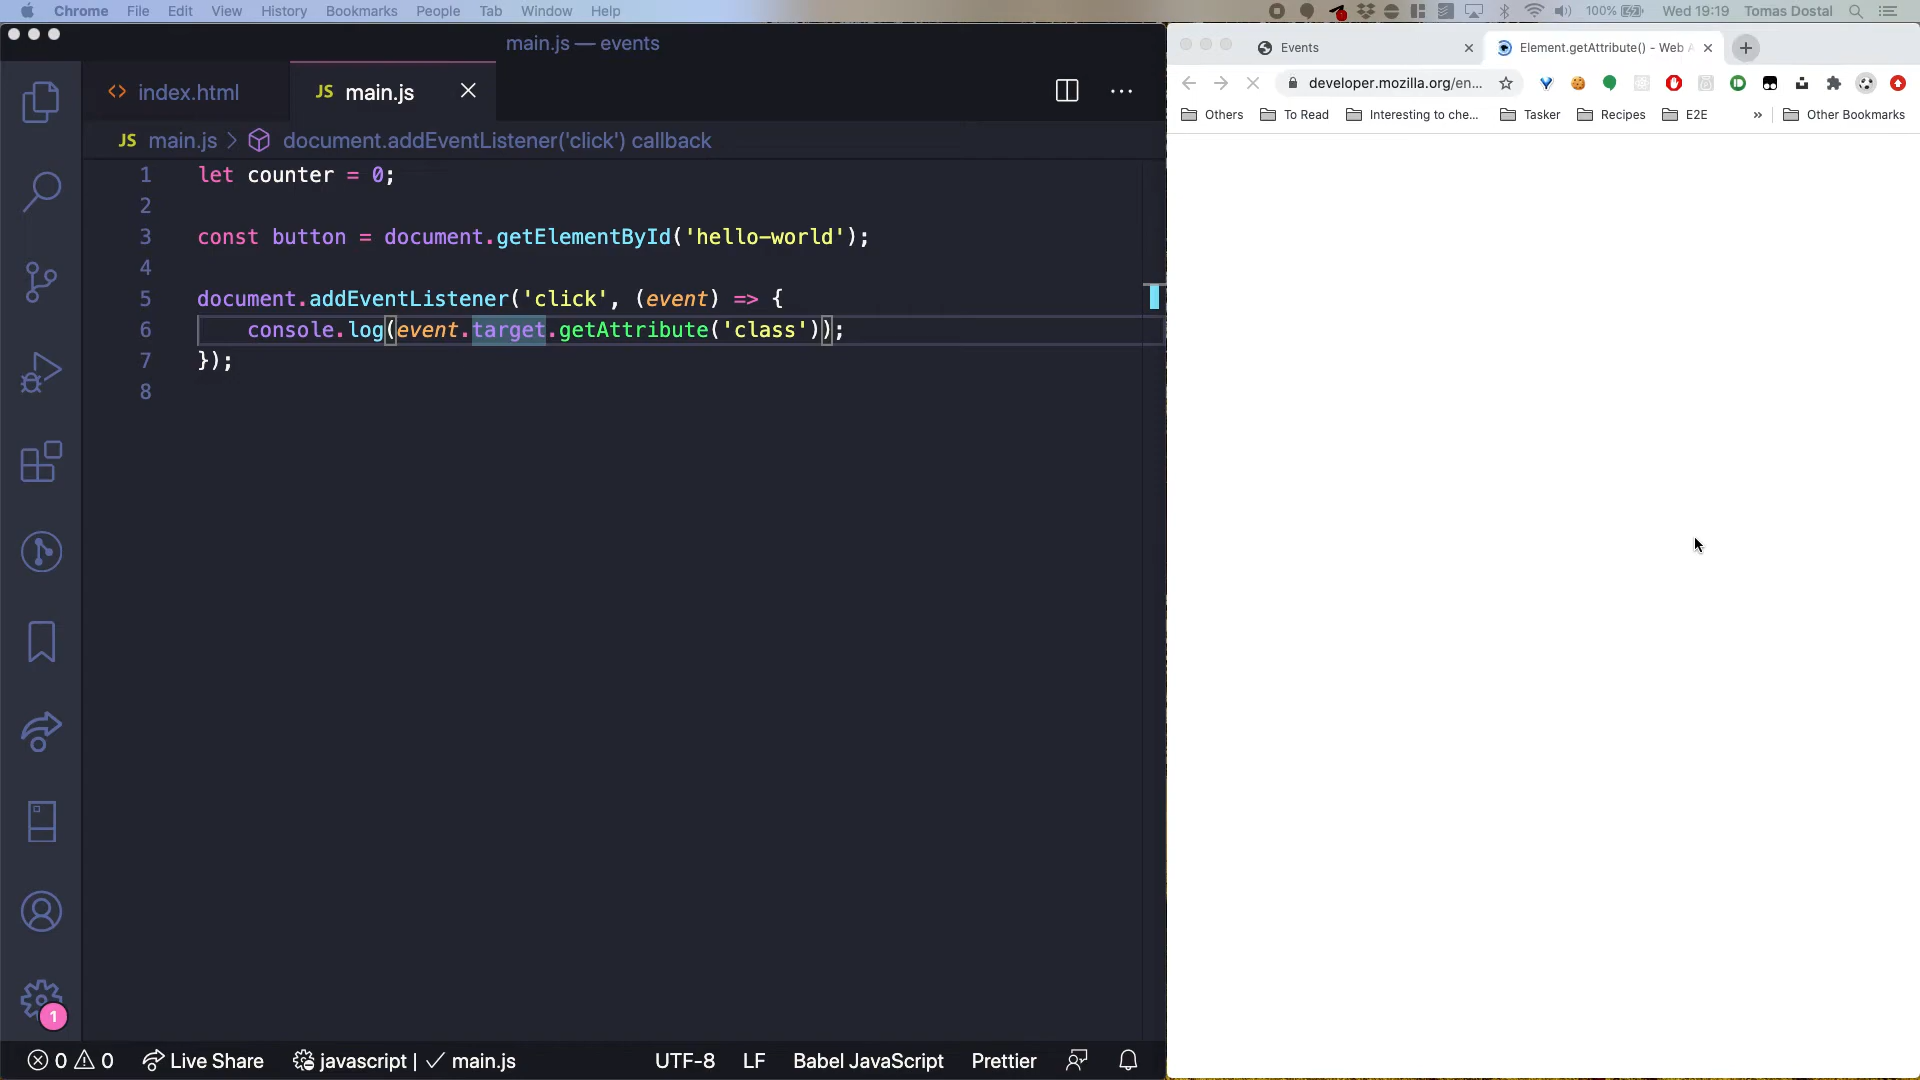 Chrome File Edit View History Bookmarks People Tab Window Help 100% Wed 19:19 Tomas Dostal
main.js — events
index.html
JS main.js
JS main.js > document.addEventListener('click') callback
1 let counter = 0;
2
3 const button = document.getElementById('hello-world');
4
5 document.addEventListener('click', (event) => {
6 console.log(event.target.getAttribute('class'));
7 });
8
1
0 0 Live Share javascript | ✓ main.js UTF-8 LF Babel JavaScript Prettier
Events Element.getAttribute() - Web
developer.mozilla.org/en...
Others To Read Interesting to che... Tasker Recipes E2E » Other Bookmarks